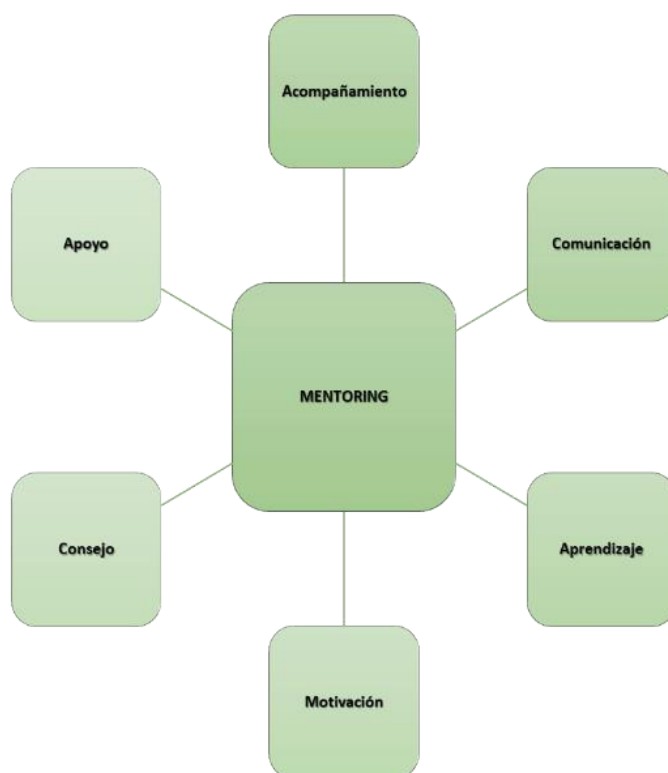 Acompañamiento
Apoyo
Comunicación
MENTORING
Consejo
Aprendizaje
Motivación